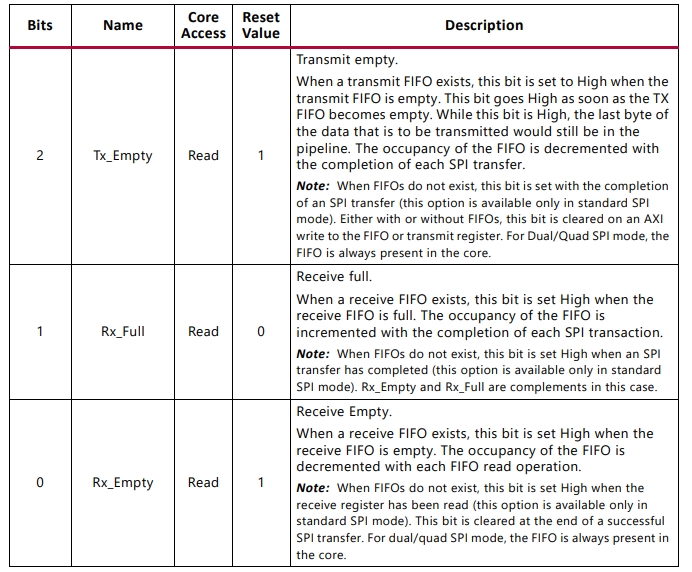 Bits Name Core Access Reset Value Description
Transmit empty.
When a transmit FIFO exists, this bit is set to High when the
transmit FIFO is empty. This bit goes High as soon as the TX
FIFO becomes empty. While this bit is High, the last byte of
the data that is to be transmitted would still be in the
pipeline. The occupancy of the FIFO is decremented with
the completion of each SPI transfer.
2 Tx_Empty Read 1
Note: When FIFOs do not exist, this bit is set with the completion
of an SPI transfer (this option is available only in standard SPI
mode). Either with or without FIFOs, this bit is cleared on an AXI
write to the FIFO or transmit register. For Dual/Quad SPI mode, the
FIFO is always present in the core.
Receive full.
When a receive FIFO exists, this bit is set High when the
receive FIFO is full. The occupancy of the FIFO is
incremented with the completion of each SPI transaction.
1 Rx_Full Read 0
Note: When FIFOs do not exist, this bit is set High when an SPI
transfer has completed (this option is available only in standard
SPI mode). Rx_Empty and Rx_Full are complements in this case.
Receive Empty.
When a receive FIFO exists, this bit is set High when the
receive FIFO is empty. The occupancy of the FIFO is
decremented with each FIFO read operation.
0 Rx_Empty Read 1
Note: When FIFOs do not exist, this bit is set High when the
receive register has been read (this option is available only in
standard SPI mode). This bit is cleared at the end of a successful
SPI transfer. For dual/quad SPI mode, the FIFO is always present in
the core.